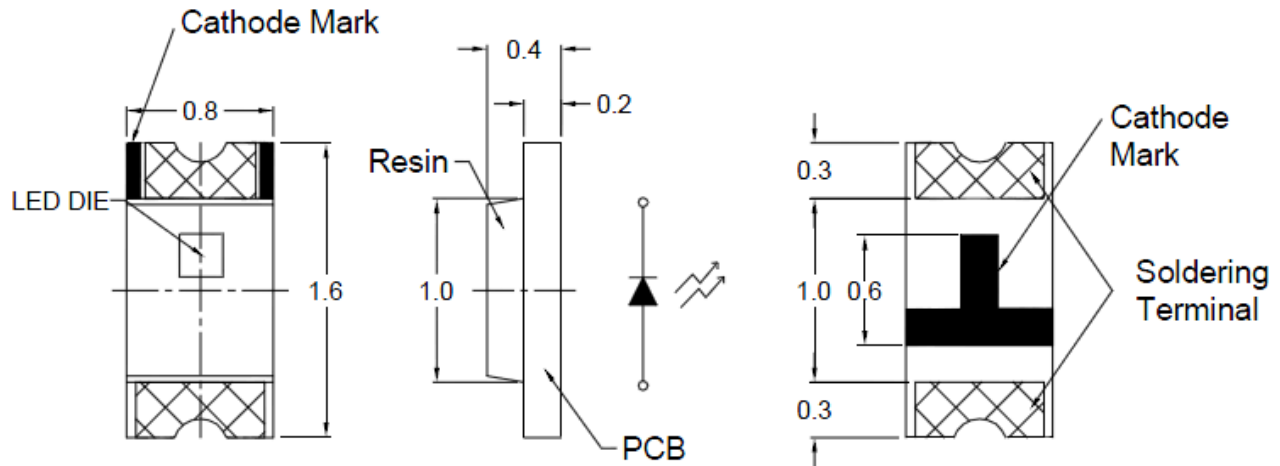 Cathode Mark
0.8
LED DIE
1.6
0.4
0.2
Resin
1.0
PCB
0.3
1.0
0.6
0.3
Cathode
Mark
Soldering
Terminal